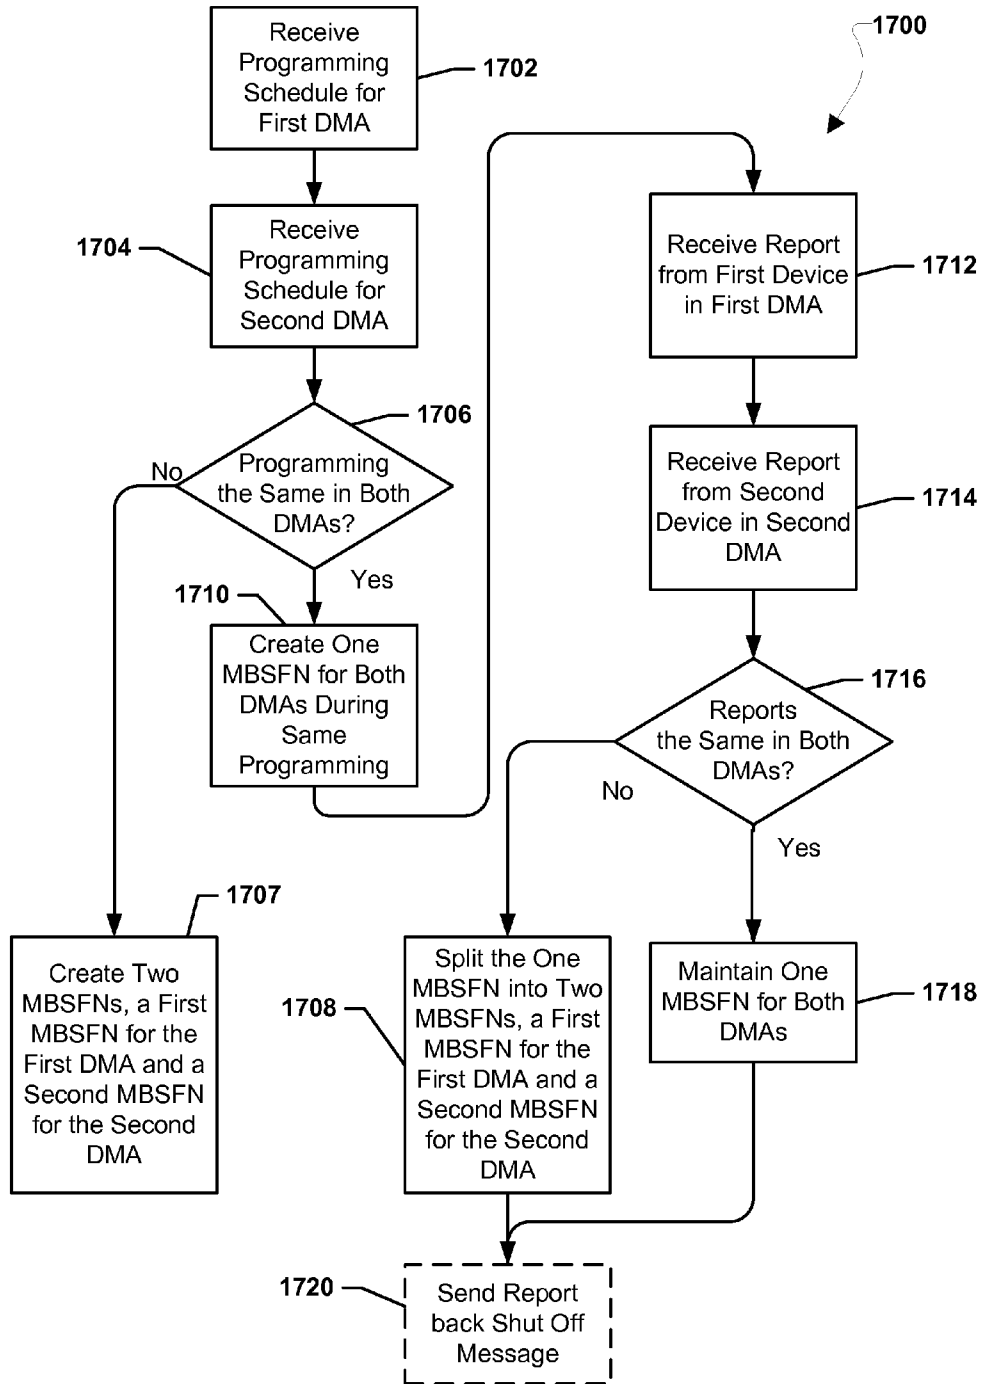 Receive
Programming
Schedule for
First DMA
1702
1700
Receive
Programming
Schedule for
Second DMA
1704
Programming
the Same in Both
DMAs?
1706
No
Yes
1710
Create One
MBSFN for Both
DMAs During
Same
Programming
1707
Create Two
MBSFNs, a First
MBSFN for the
First DMA and a
Second MBSFN
for the Second
DMA
Receive Report
from First Device
in First DMA
1712
Receive Report
from Second
Device in Second
DMA
1714
1716
Reports
the Same in Both
DMAs?
No
Yes
1708
Split the One
MBSFN into Two
MBSFNs, a First
MBSFN for the
First DMA and a
Second MBSFN
for the Second
DMA
Maintain One
MBSFN for Both
DMAs
1718
1720
Send Report
back Shut Off
Message